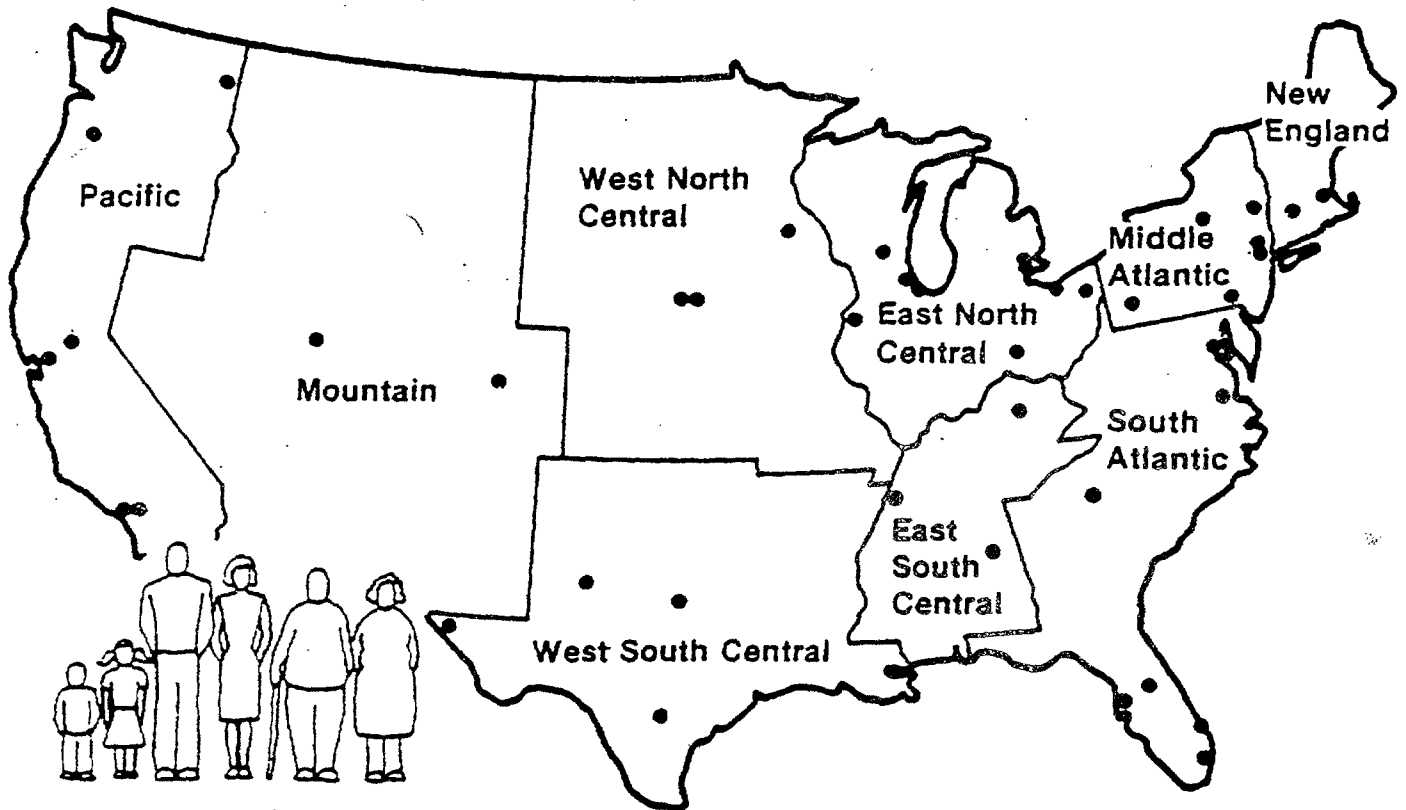 New
England
Pacific
West North
Central
Middle
Atlantic
East North
Central
Mountain
South
Atlantic
East
South
Central
West South Central